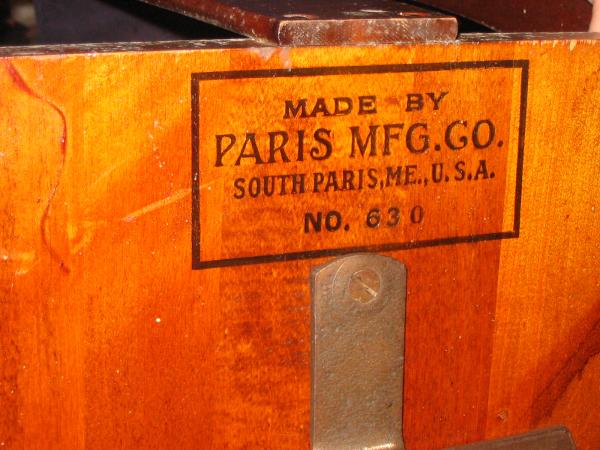 MADE BY
PARIS MFG.CO.
SOUTH PARIS, ME., U.S.A.
NO. 630